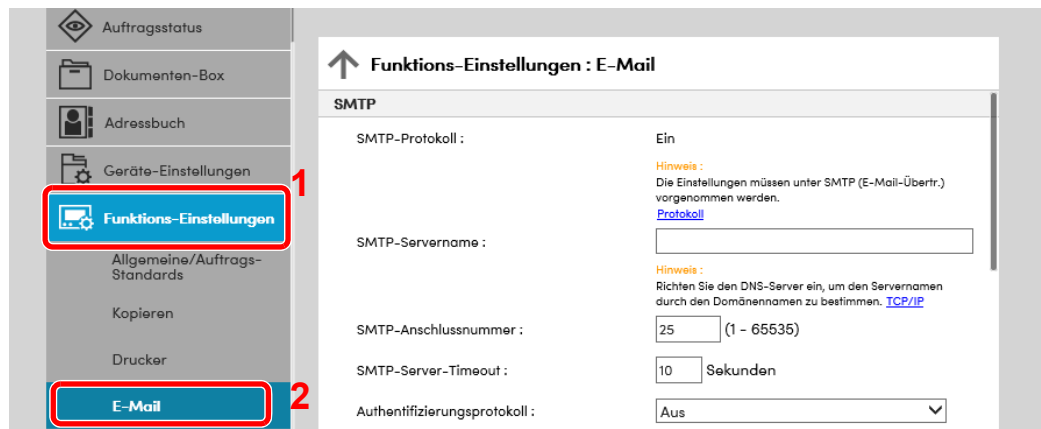 Auftragsstatus
Dokumenten-Box
Adressbuch
Geräte-Einstellungen
1
Funktions-Einstellungen
Allgemeine/Auftrags-
Standards
Kopieren
Drucker
E-Mail
2
Funktions-Einstellungen : E-Mail
SMTP
SMTP-Protokoll : Ein
Hinweis :
Die Einstellungen müssen unter SMTP (E-Mail-Übertr.)
vorgenommen werden.
Protokoll
SMTP-Servername :
Hinweis :
Richten Sie den DNS-Server ein, um den Servernamen
durch den Domänennamen zu bestimmen. TCP/IP
SMTP-Anschlussnummer : 25 (1 - 65535)
SMTP-Server-Timeout : 10 Sekunden
Authentifizierungsprotokoll : Aus